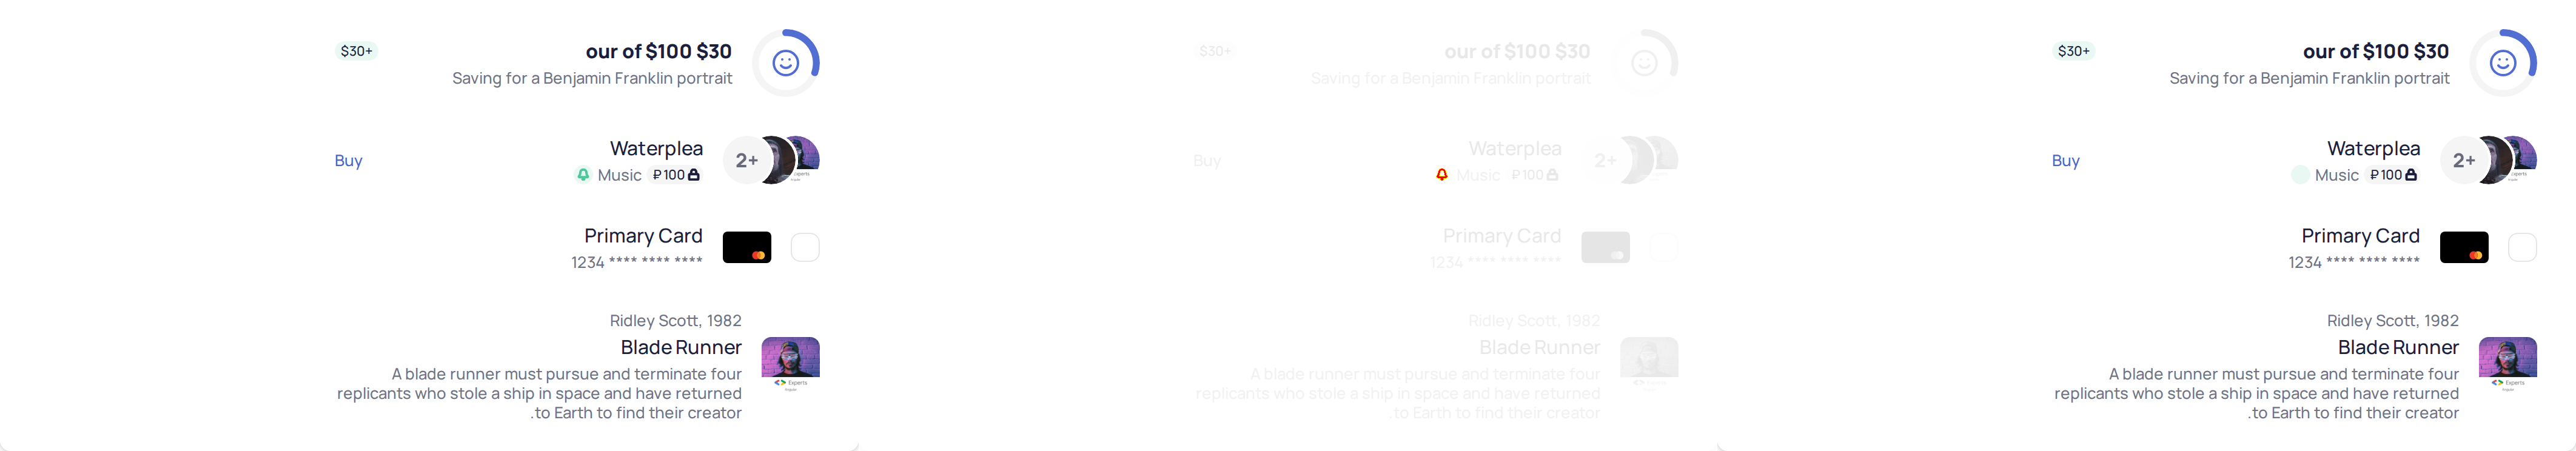 our of $100 $30
$30+
Saving for a Benjamin Franklin portrait
Waterplea
2+
Buy
Music ₽100
Primary Card
1234 **** **** ****
Ridley Scott, 1982
Blade Runner
A blade runner must pursue and terminate four
replicants who stole a ship in space and have returned
.to Earth to find their creator
Experts
our of $100 $30
$30+
Saving for a Benjamin Franklin portrait
Waterplea
2+
Buy
Music ₽100
Primary Card
1234 **** **** ****
Ridley Scott, 1982
Blade Runner
A blade runner must pursue and terminate four
replicants who stole a ship in space and have returned
.to Earth to find their creator
Experts
our of $100 $30
$30+
Saving for a Benjamin Franklin portrait
Waterplea
2+
Buy
Music ₽100
Primary Card
1234 **** **** ****
Ridley Scott, 1982
Blade Runner
A blade runner must pursue and terminate four
replicants who stole a ship in space and have returned
.to Earth to find their creator
Experts